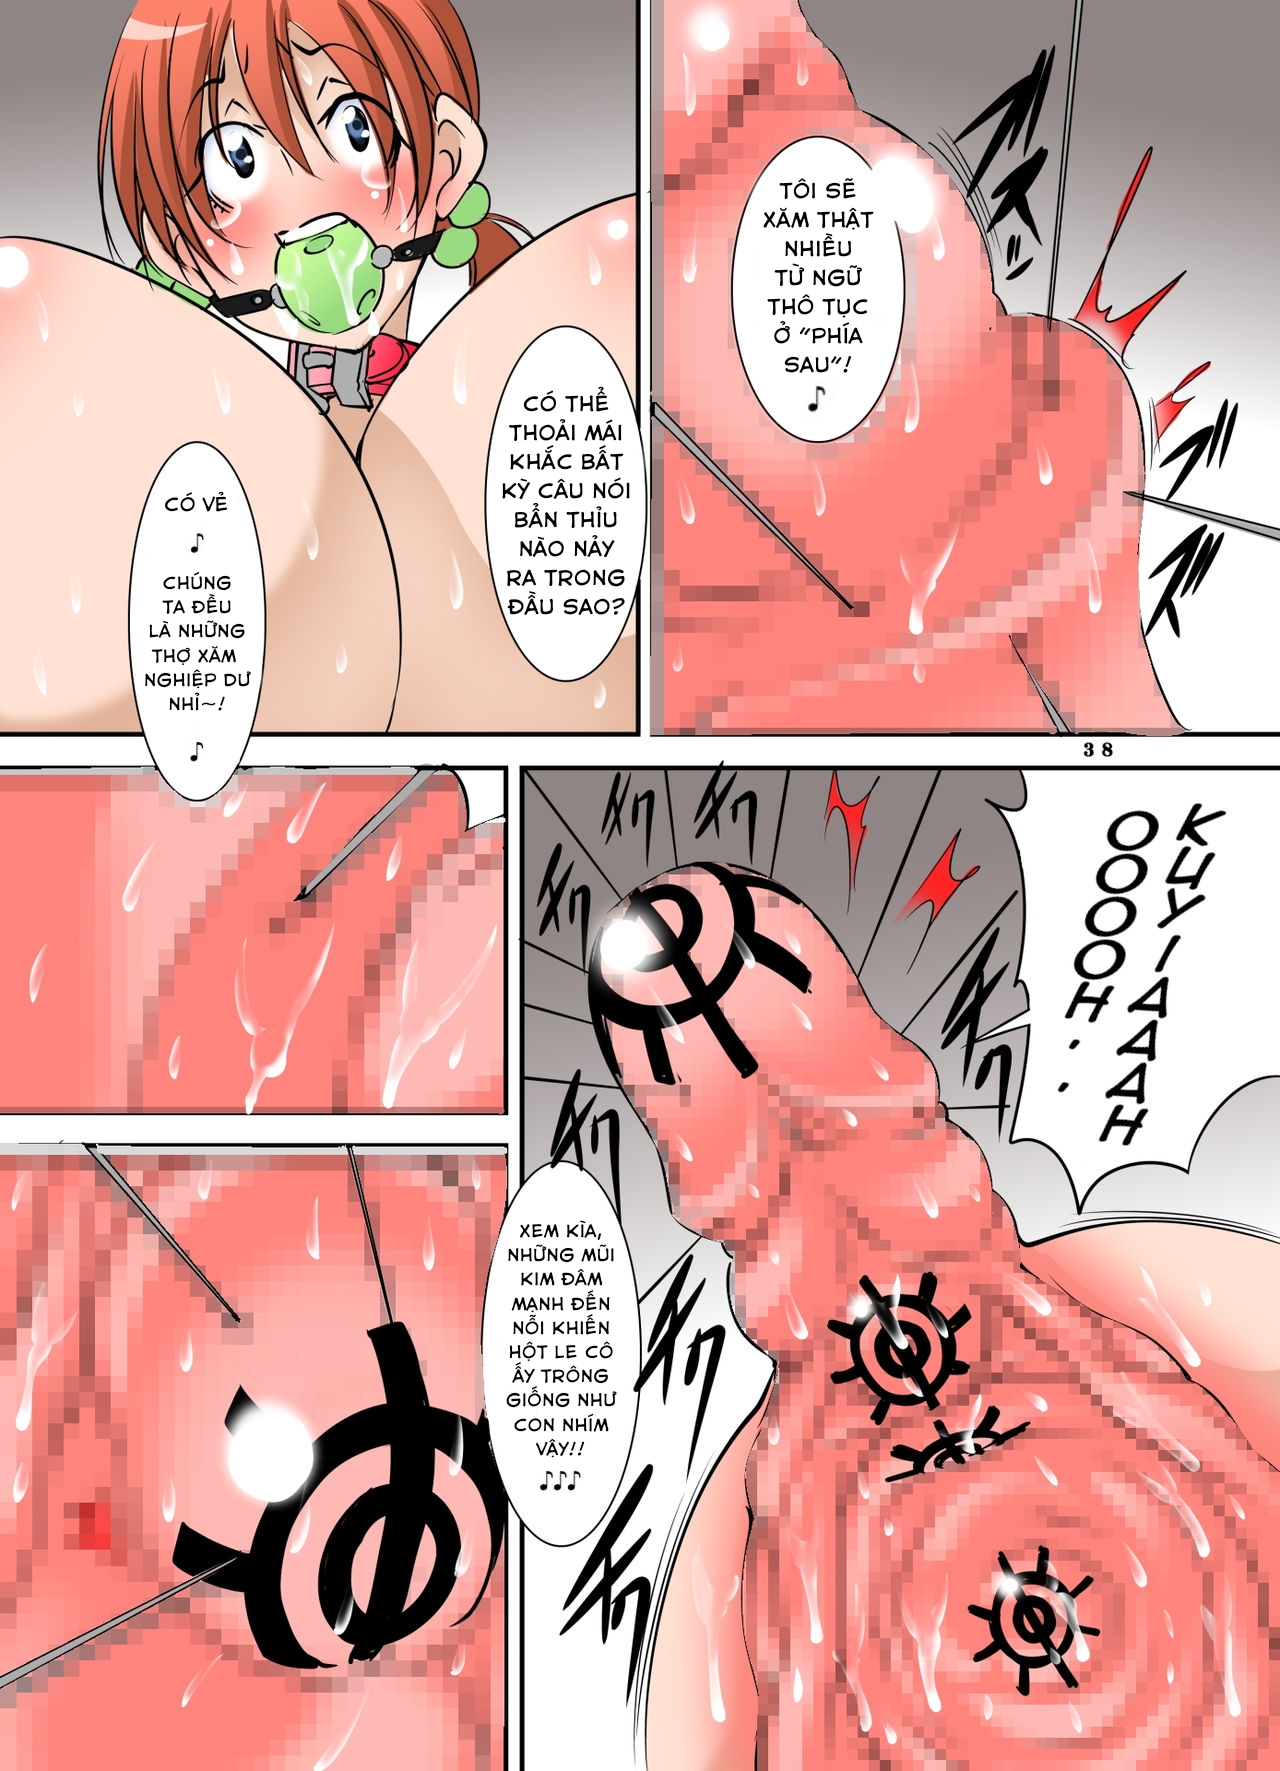 TÔI SẼ
XĂM THẬT
NHIỀU
TỪ NGỮ
THÔ TỤC
Ở “PHÍA
SAU”!
♪
CÓ THỂ
THOẢI MÁI
KHẮC BẤT
KỲ CÂU NÓI
BẨN THỈU
NÀO NẢY
RA TRONG
ĐẦU SAO?
CÓ VẺ
♪
CHÚNG
TA ĐỀU
LÀ NHỮNG
THỢ XĂM
NGHIỆP DƯ
NHỈ~!
♪
38
KUYIAAAH
OOOOH..
XEM KÌA,
NHỮNG MŨI
KIM ĐÂM
MẠNH ĐẾN
NỖI KHIẾN
HỘT LE CÔ
ẤY TRÔNG
GIỐNG NHƯ
CON NHÍM
VẬY!!
♪♪♪